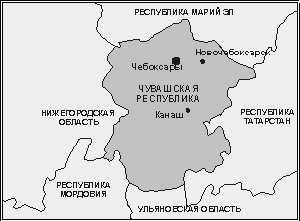 РЕСПУБЛИКА МАРИЙ ЭЛ
Новочебоксарск
Чебоксары
ЧУВАШСКАЯ
РЕСПУБЛИКА
Канаш
НИЖЕГОРОДСКАЯ
ОБЛАСТЬ
РЕСПУБЛИКА
ТАТАРСТАН
РЕСПУБЛИКА
МОРДОВИЯ
УЛЬЯНОВСКАЯ ОБЛАСТЬ